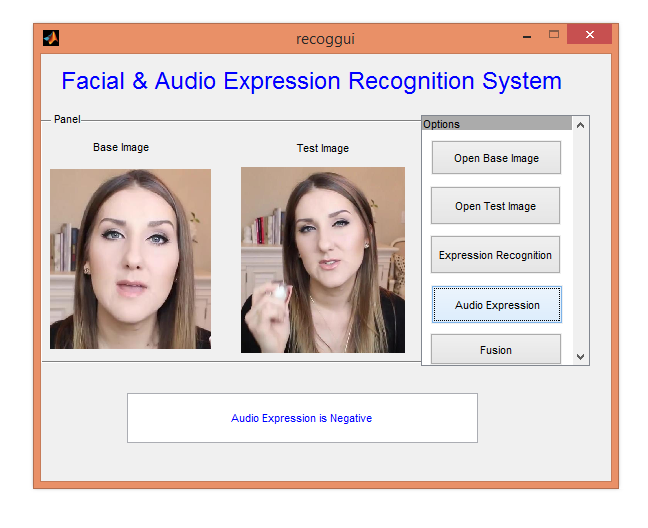 recoggui
Facial & Audio Expression Recognition System
Panel
Base Image
Test Image
Options
Open Base Image
Open Test Image
Expression Recognition
Audio Expression
Fusion
Audio Expression is Negative